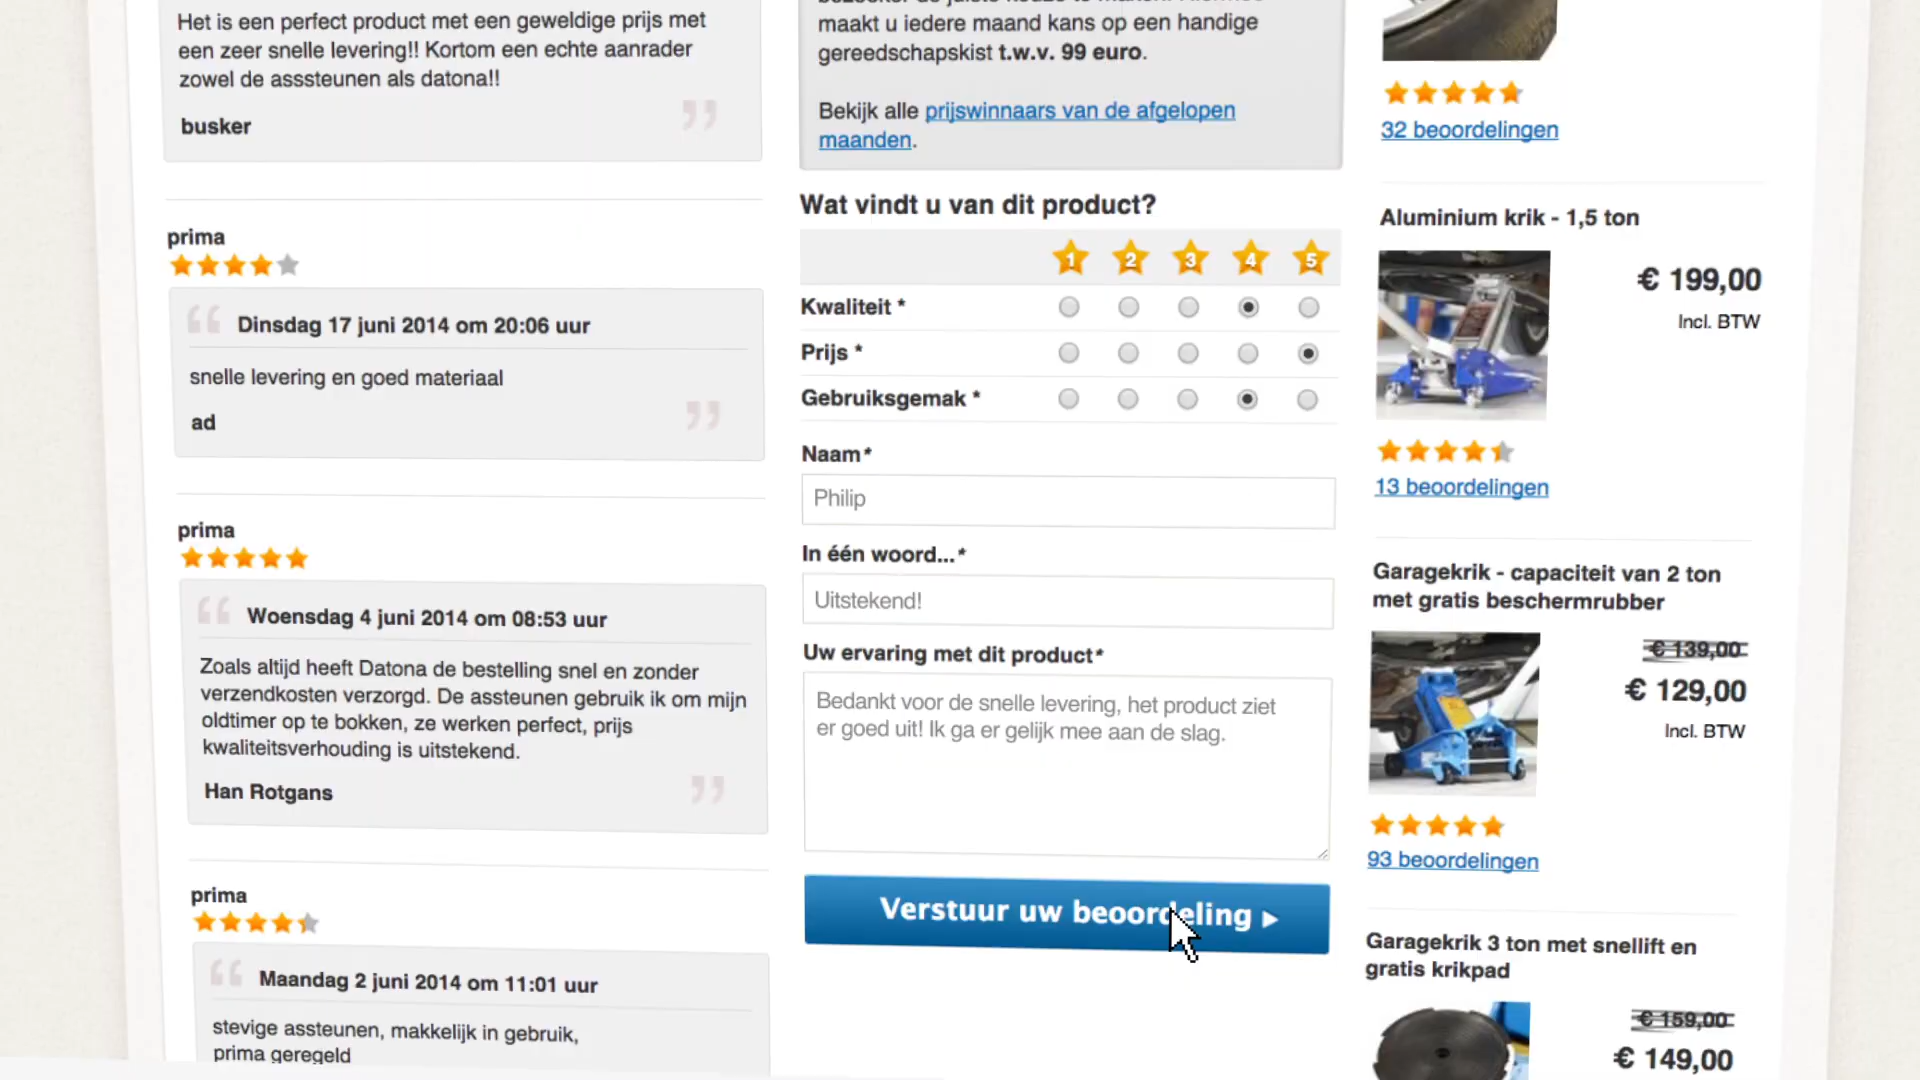 Het is een perfect product met een geweldige prijs met
een zeer snelle levering!! Kortom een echte aanrader
zowel de asssteunen als datona!!
busker
prima
Dinsdag 17 juni 2014 om 20:06 uur
snelle levering en goed materiaal
ad
prima
Woensdag 4 juni 2014 om 08:53 uur
Zoals altijd heeft Datona de bestelling snel en zonder
verzendkosten verzorgd. De assteunen gebruik ik om mijn
oldtimer op te bokken, ze werken perfect, prijs
kwaliteitsverhouding is uitstekend.
Han Rotgans
prima
Maandag 2 juni 2014 om 11:01 uur
stevige assteunen, makkelijk in gebruik,
prima geregeld
maakt u iedere maand kans op een handige
gereedschapskist t.w.v. 99 euro.
Bekijk alle prijswinnaars van de afgelopen
maanden.
Wat vindt u van dit product?
1 2 3 4 5
Kwaliteit *
Prijs *
Gebruiksgemak *
Naam*
Philip
In één woord...*
Uitstekend!
Uw ervaring met dit product*
Bedankt voor de snelle levering, het product ziet
er goed uit! Ik ga er gelijk mee aan de slag.
Verstuur uw beoordeling
32 beoordelingen
Aluminium krik - 1,5 ton
€ 199,00
Incl. BTW
13 beoordelingen
Garagekrik - capaciteit van 2 ton
met gratis beschermrubber
€ 139,00
€ 129,00
Incl. BTW
93 beoordelingen
Garagekrik 3 ton met snellift en
gratis krikpad
€ 159,00
€ 149,00